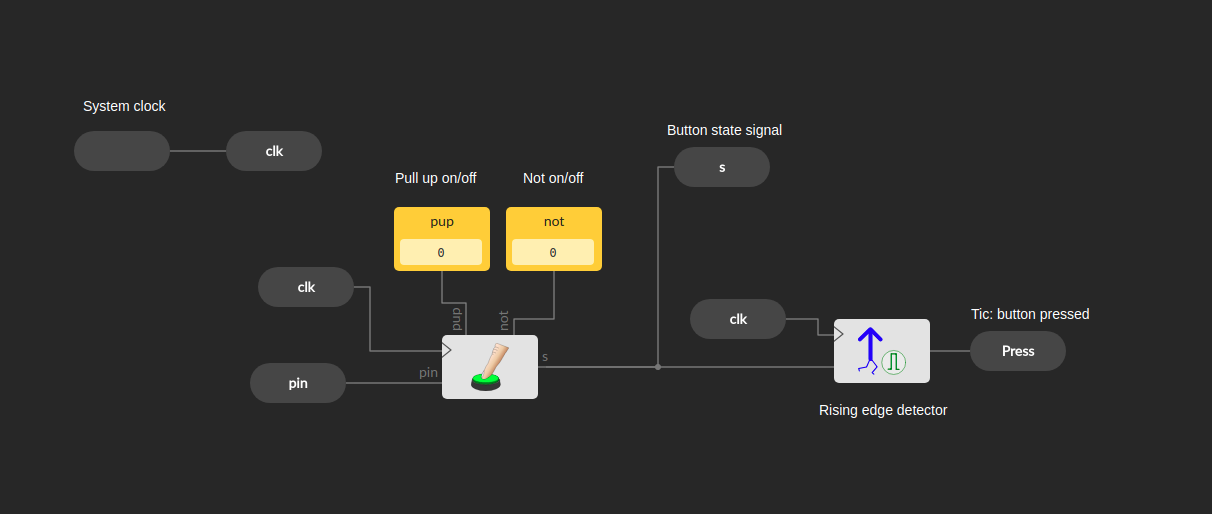 System clock
clk
Button state signal
s
Pull up on/off
Not on/off
pup
not
0
0
clk
pup
not
clk
Tic: button pressed
Press
s
pin
pin
Rising edge detector